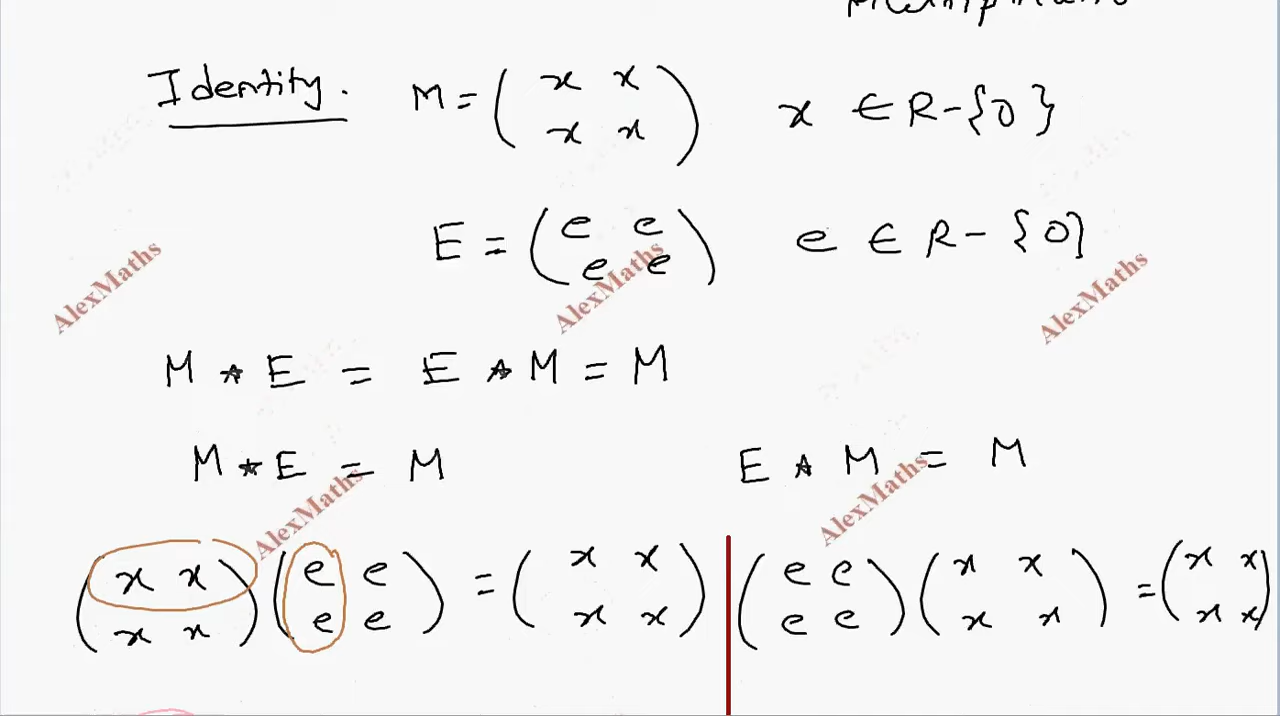 Identity. M = ( x x ) x ∈ R - {0}
( x x )
E = ( e e ) e ∈ R - {0}
( e e )
M * E = E * M = M
M * E = M E * M = M
( x x ) ( e e ) = ( x x ) ( e e ) ( x x ) = ( x x )
( x x ) ( e e ) ( x x ) ( e e ) ( x x ) ( x x )
AlexMaths
AlexMaths
AlexMaths
AlexMaths
AlexMaths